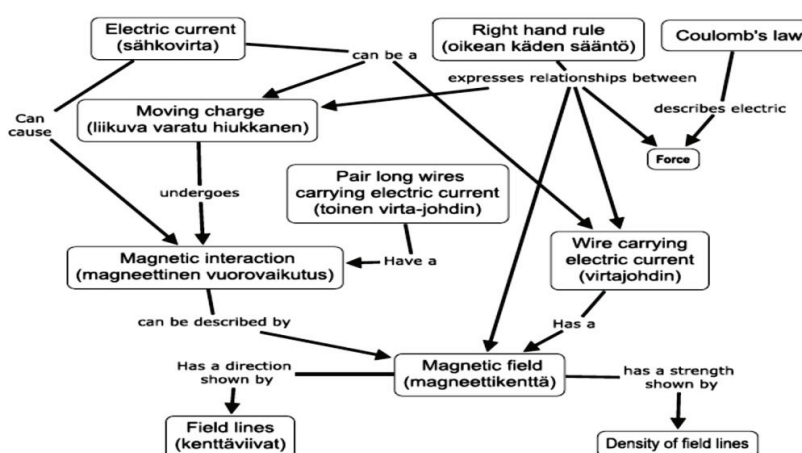 Electric current
(sähkovirta)
Right hand rule
(oikean käden sääntö)
Coulomb's law
can be a
expresses relationships between
Can
cause
Moving charge
(liikuva varatu hiukkanen)
describes electric
Force
undergoes
Pair long wires
carrying electric current
(toinen virta-johdin)
Magnetic interaction
(magneettinen vuorovaikutus)
Have a
Wire carrying
electric current
(virtajohdin)
can be described by
Has a
Has a direction
shown by
Magnetic field
(magneettikenttä)
has a strength
shown by
Field lines
(kenttäviivat)
Density of field lines